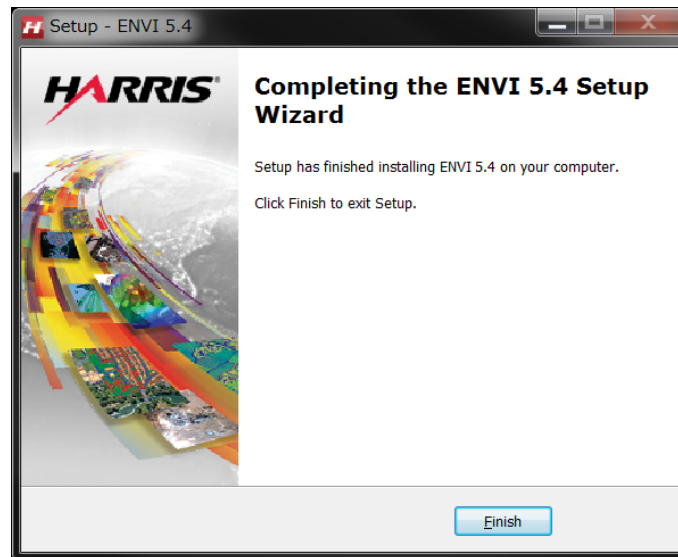 Setup - ENVI 5.4
HARRIS®
Completing the ENVI 5.4 Setup
Wizard
Setup has finished installing ENVI 5.4 on your computer.
Click Finish to exit Setup.
Finish